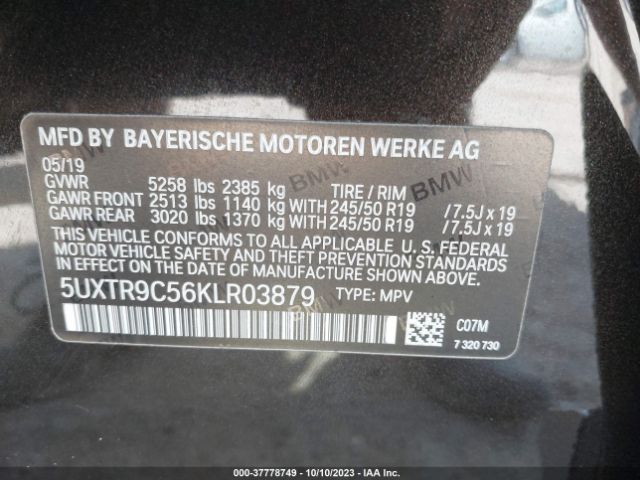 MFD BY BAYERISCHE MOTOREN WERKE AG
05/19
GVWR 5258 lbs 2385 kg TIRE / RIM
GAWR FRONT 2513 lbs 1140 kg WITH 245/50 R19 /7.5J x 19
GAWR REAR 3020 lbs 1370 kg WITH 245/50 R19 /7.5J x 19
THIS VEHICLE CONFORMS TO ALL APPLICABLE U. S. FEDERAL
MOTOR VEHICLE SAFETY AND THEFT PREVENTION STANDARDS
IN EFFECT ON THE DATE OF MANUFACTURE SHOWN ABOVE.
5UXTR9C56KLR03879 TYPE: MPV
C07M
7 320 730
BMW
BMW
BMW
000-37778749 - 10/10/2023 - IAA Inc.